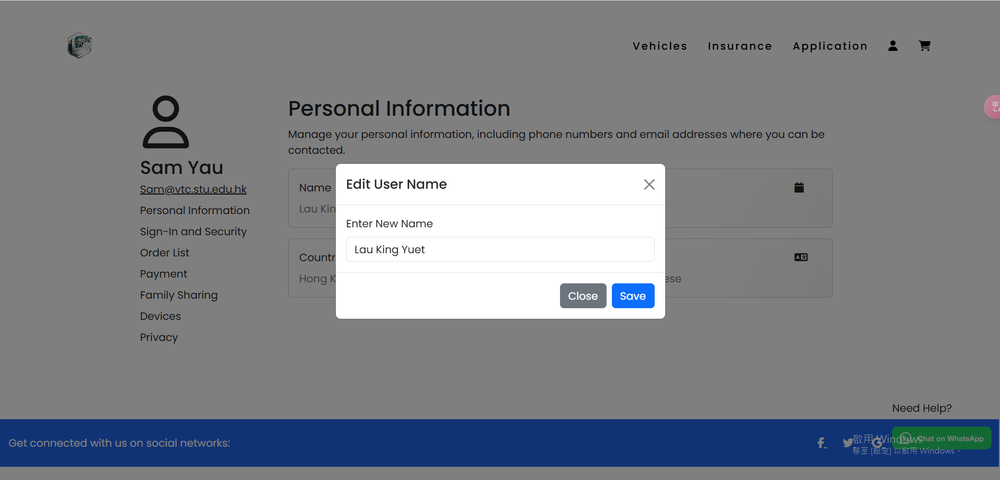 Vehicles Insurance Application
Sam Yau
Sam@vtc.stu.edu.hk
Personal Information
Sign-In and Security
Order List
Payment
Family Sharing
Devices
Privacy
Personal Information
Manage your personal information, including phone numbers and email addresses where you can be
contacted.
Name
Lau Kin
Countr
Hong K
ese
Edit User Name
Enter New Name
Lau King Yuet
Close Save
Need Help?
Get connected with us on social networks:
Chat on WhatsApp
啟用 Windows
移至 [設定] 以啟用 Windows。